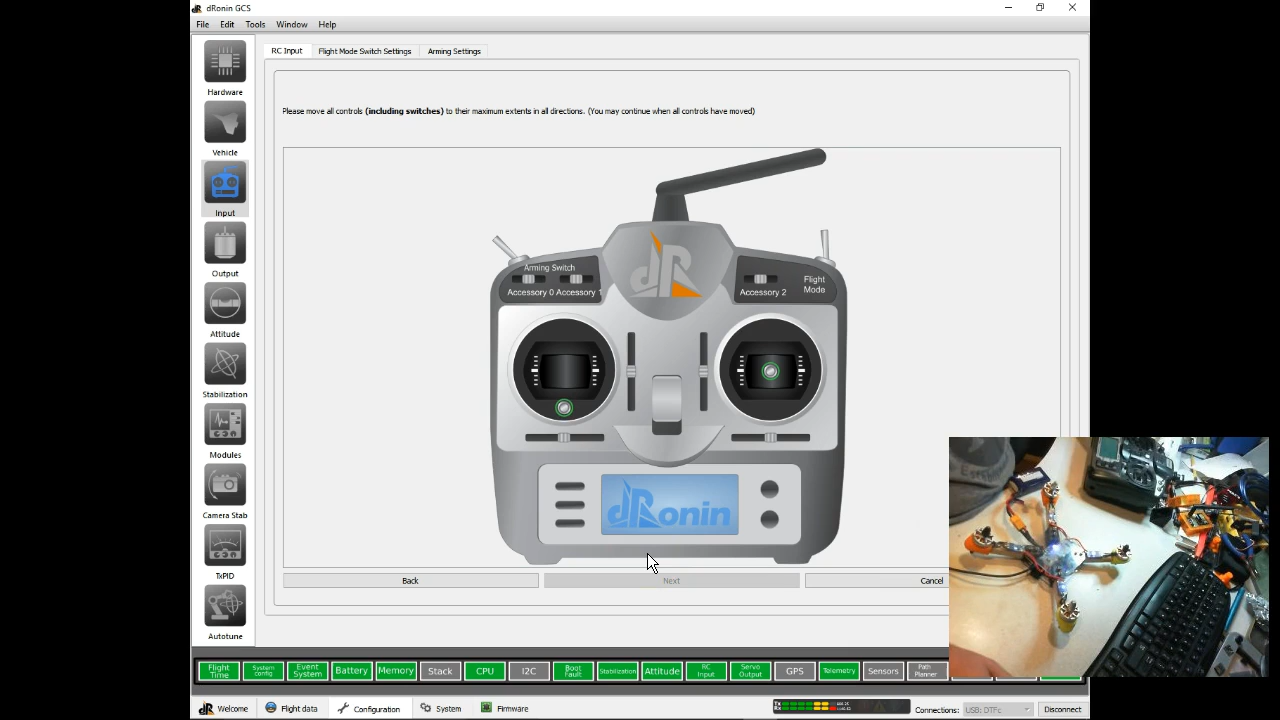 dRonin GCS
File Edit Tools Window Help
Hardware
Vehicle
Input
Output
Attitude
Stabilization
Modules
Camera Stab
TxPID
Autotune
RC Input Flight Mode Switch Settings Arming Settings
Please move all controls (including switches) to their maximum extents in all directions. (You may continue when all controls have moved)
dR
Arming Switch
Accessory 0 Accessory 1
Accessory 2
Flight
Mode
dRonin
Back Next Cancel
Flight
Time
System
config
Event
System
Battery
Memory
Stack
CPU
I2C
Boot
Fault
Stabilization
Attitude
RC
Input
Servo
Output
GPS
Telemetry
Sensors
Path
Planner
Welcome Flight data Configuration System Firmware
Connections: USB: DTFc Disconnect